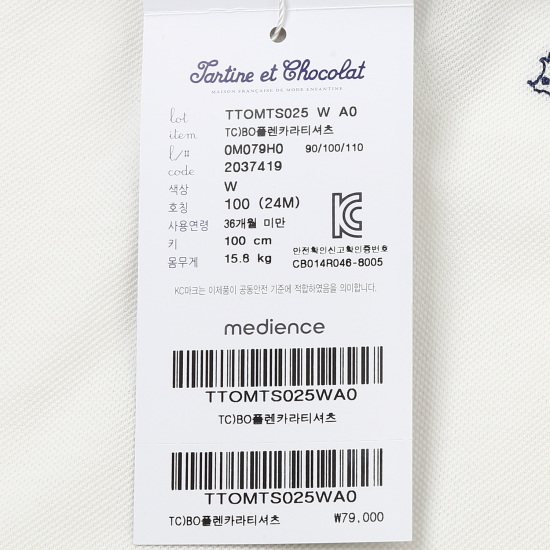 Tartine et Chocolat
MAISON FRANÇAISE DE MODE ENFANTINE
lot TTOMTS025 W A0
item TC)BO플렌카라티셔츠
l/# 0M079H0 90/100/110
code 2037419
색상 W
호칭 100 (24M)
사용연령 36개월 미만
키 100 cm
몸무게 15.8 kg
안전확인신고확인증번호
CB014R046-8005
KC마크는 이제품이 공통안전 기준에 적합하였음을 의미합니다.
medience
TTOMTS025WA0
TC)BO플렌카라티셔츠
TTOMTS025WA0
TC)BO플렌카라티셔츠 ₩79,000